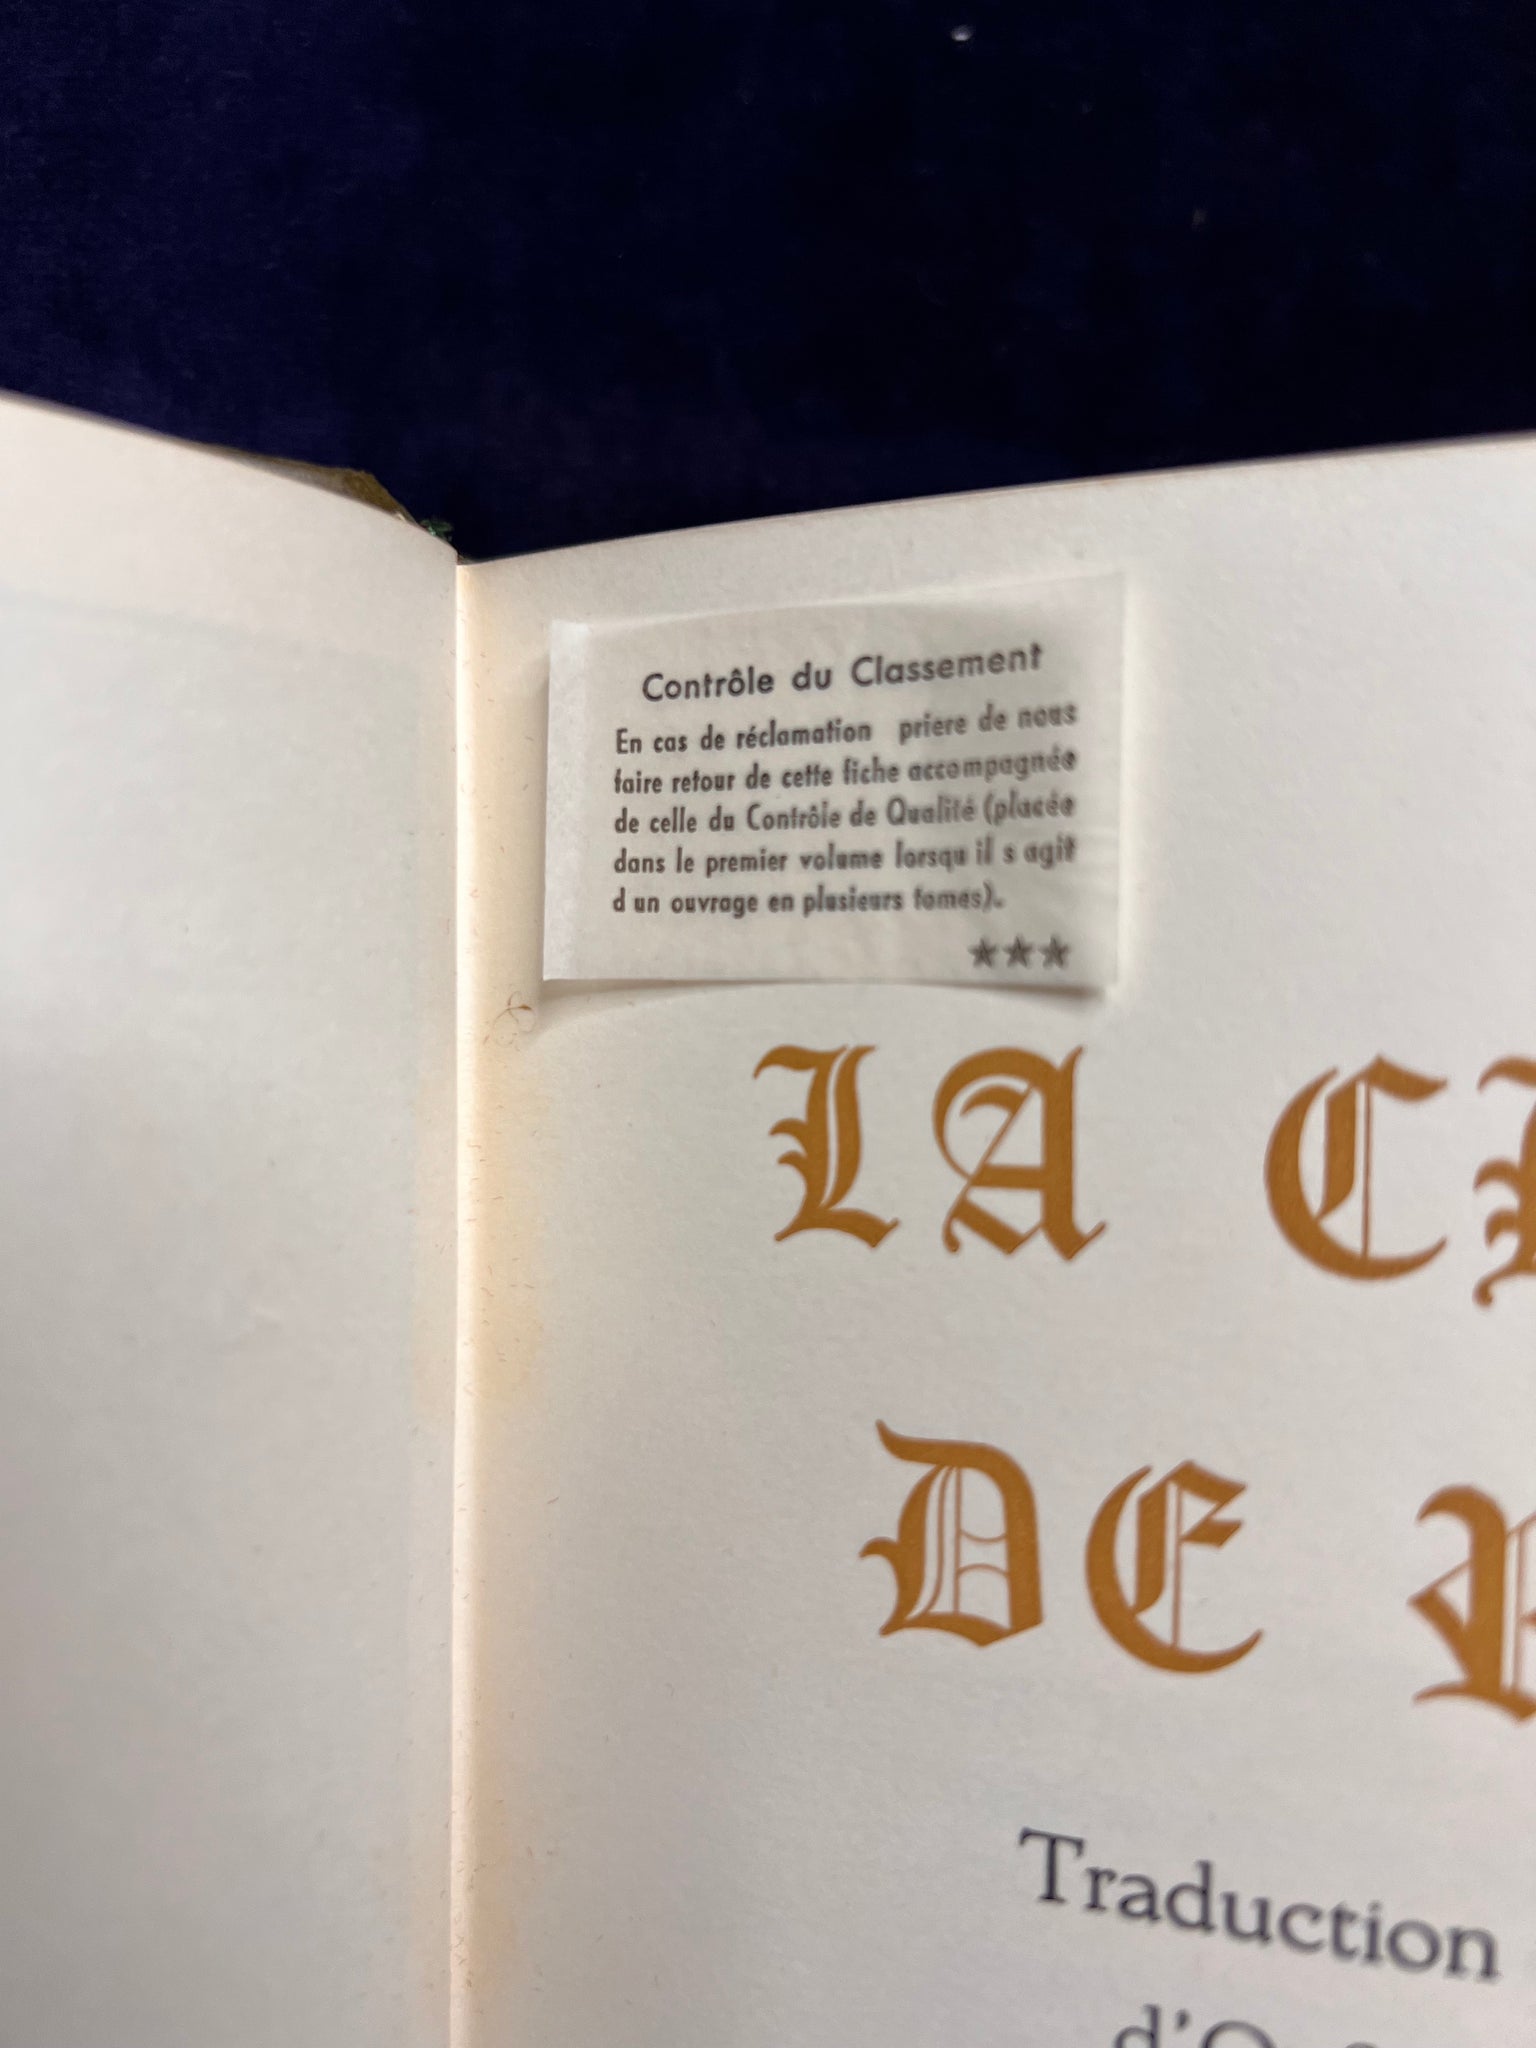 Contrôle du Classement
En cas de réclamation priere de nous
faire retour de cette fiche accompagnée
de celle du Contrôle de Qualité (placée
dans le premier volume lorsqu il s agit
d un ouvrage en plusieurs tomes).
★★★
LA
DE
Traduction